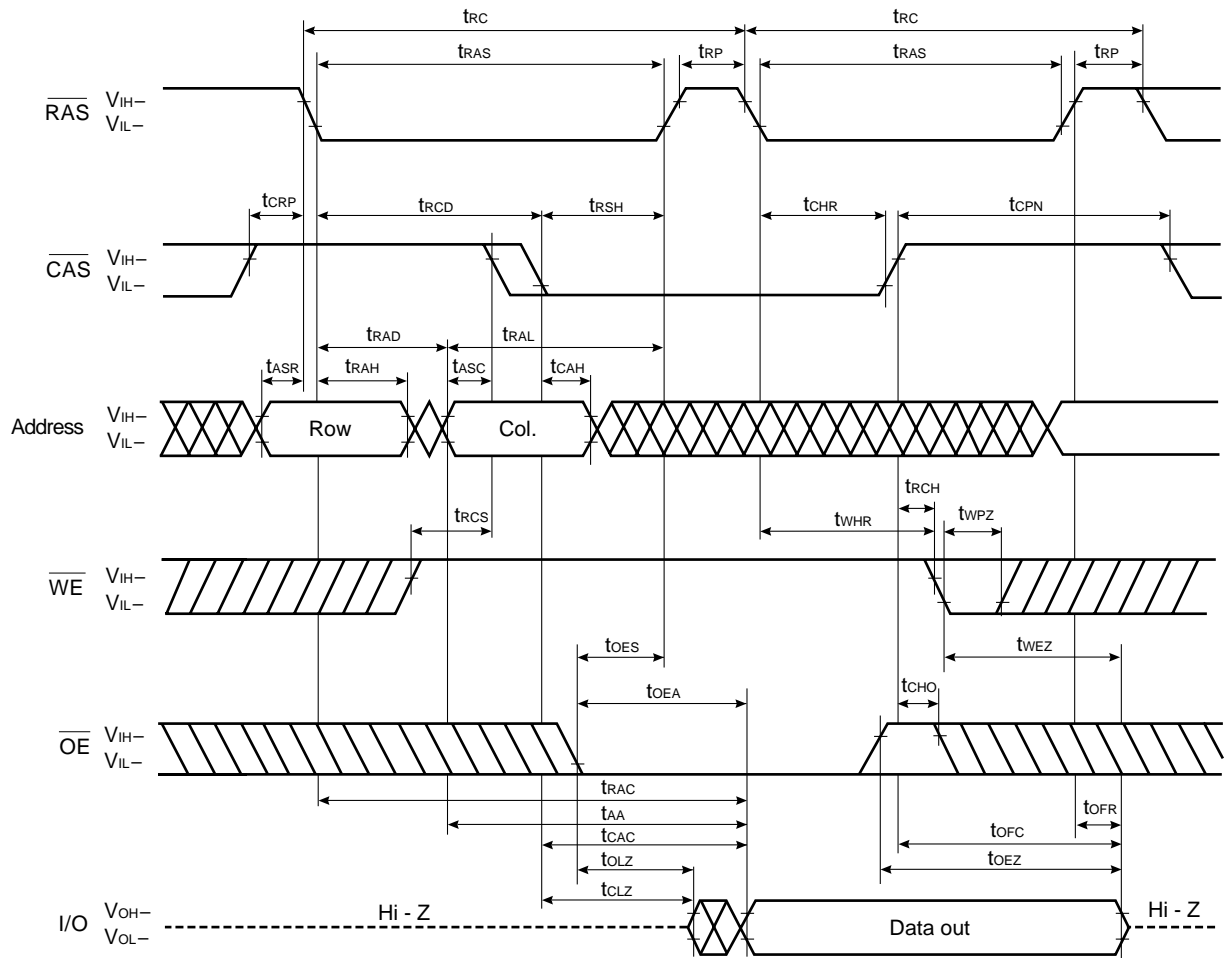 tRC tRC
tRAS tRP tRAS tRP
RAS VIH– VIL–
tCRP tRCD tRSH tCHR tCPN
CAS VIH– VIL–
tRAD tRAL
tASR tRAH tASC tCAH
Address VIH– VIL– Row Col.
tRCH
tRCS tWHR tWPZ
WE VIH– VIL–
tOES tWEZ
tOEA tCHO
OE VIH– VIL–
tRAC
tAA tOFR
tCAC tOFC
tOLZ tOEZ
tCLZ
I/O VOH– VOL– Hi - Z Data out Hi - Z